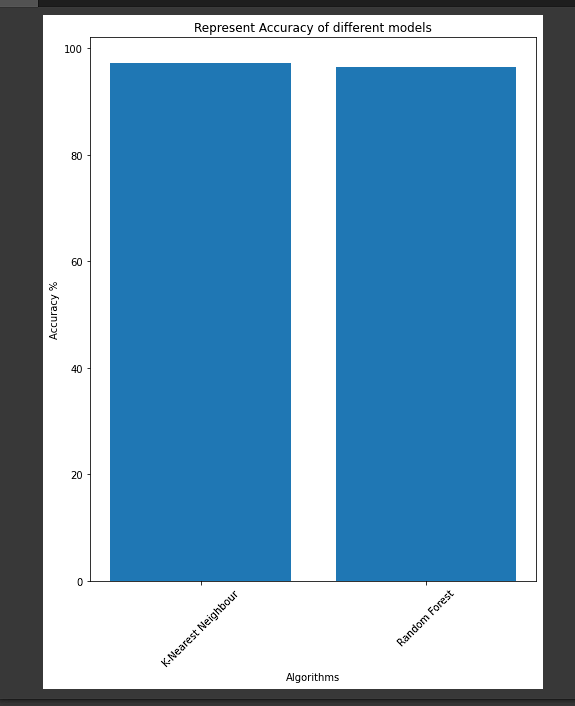 Represent Accuracy of different models
100
80
60
40
20
0
Accuracy %
K-Nearest Neighbour
Random Forest
Algorithms